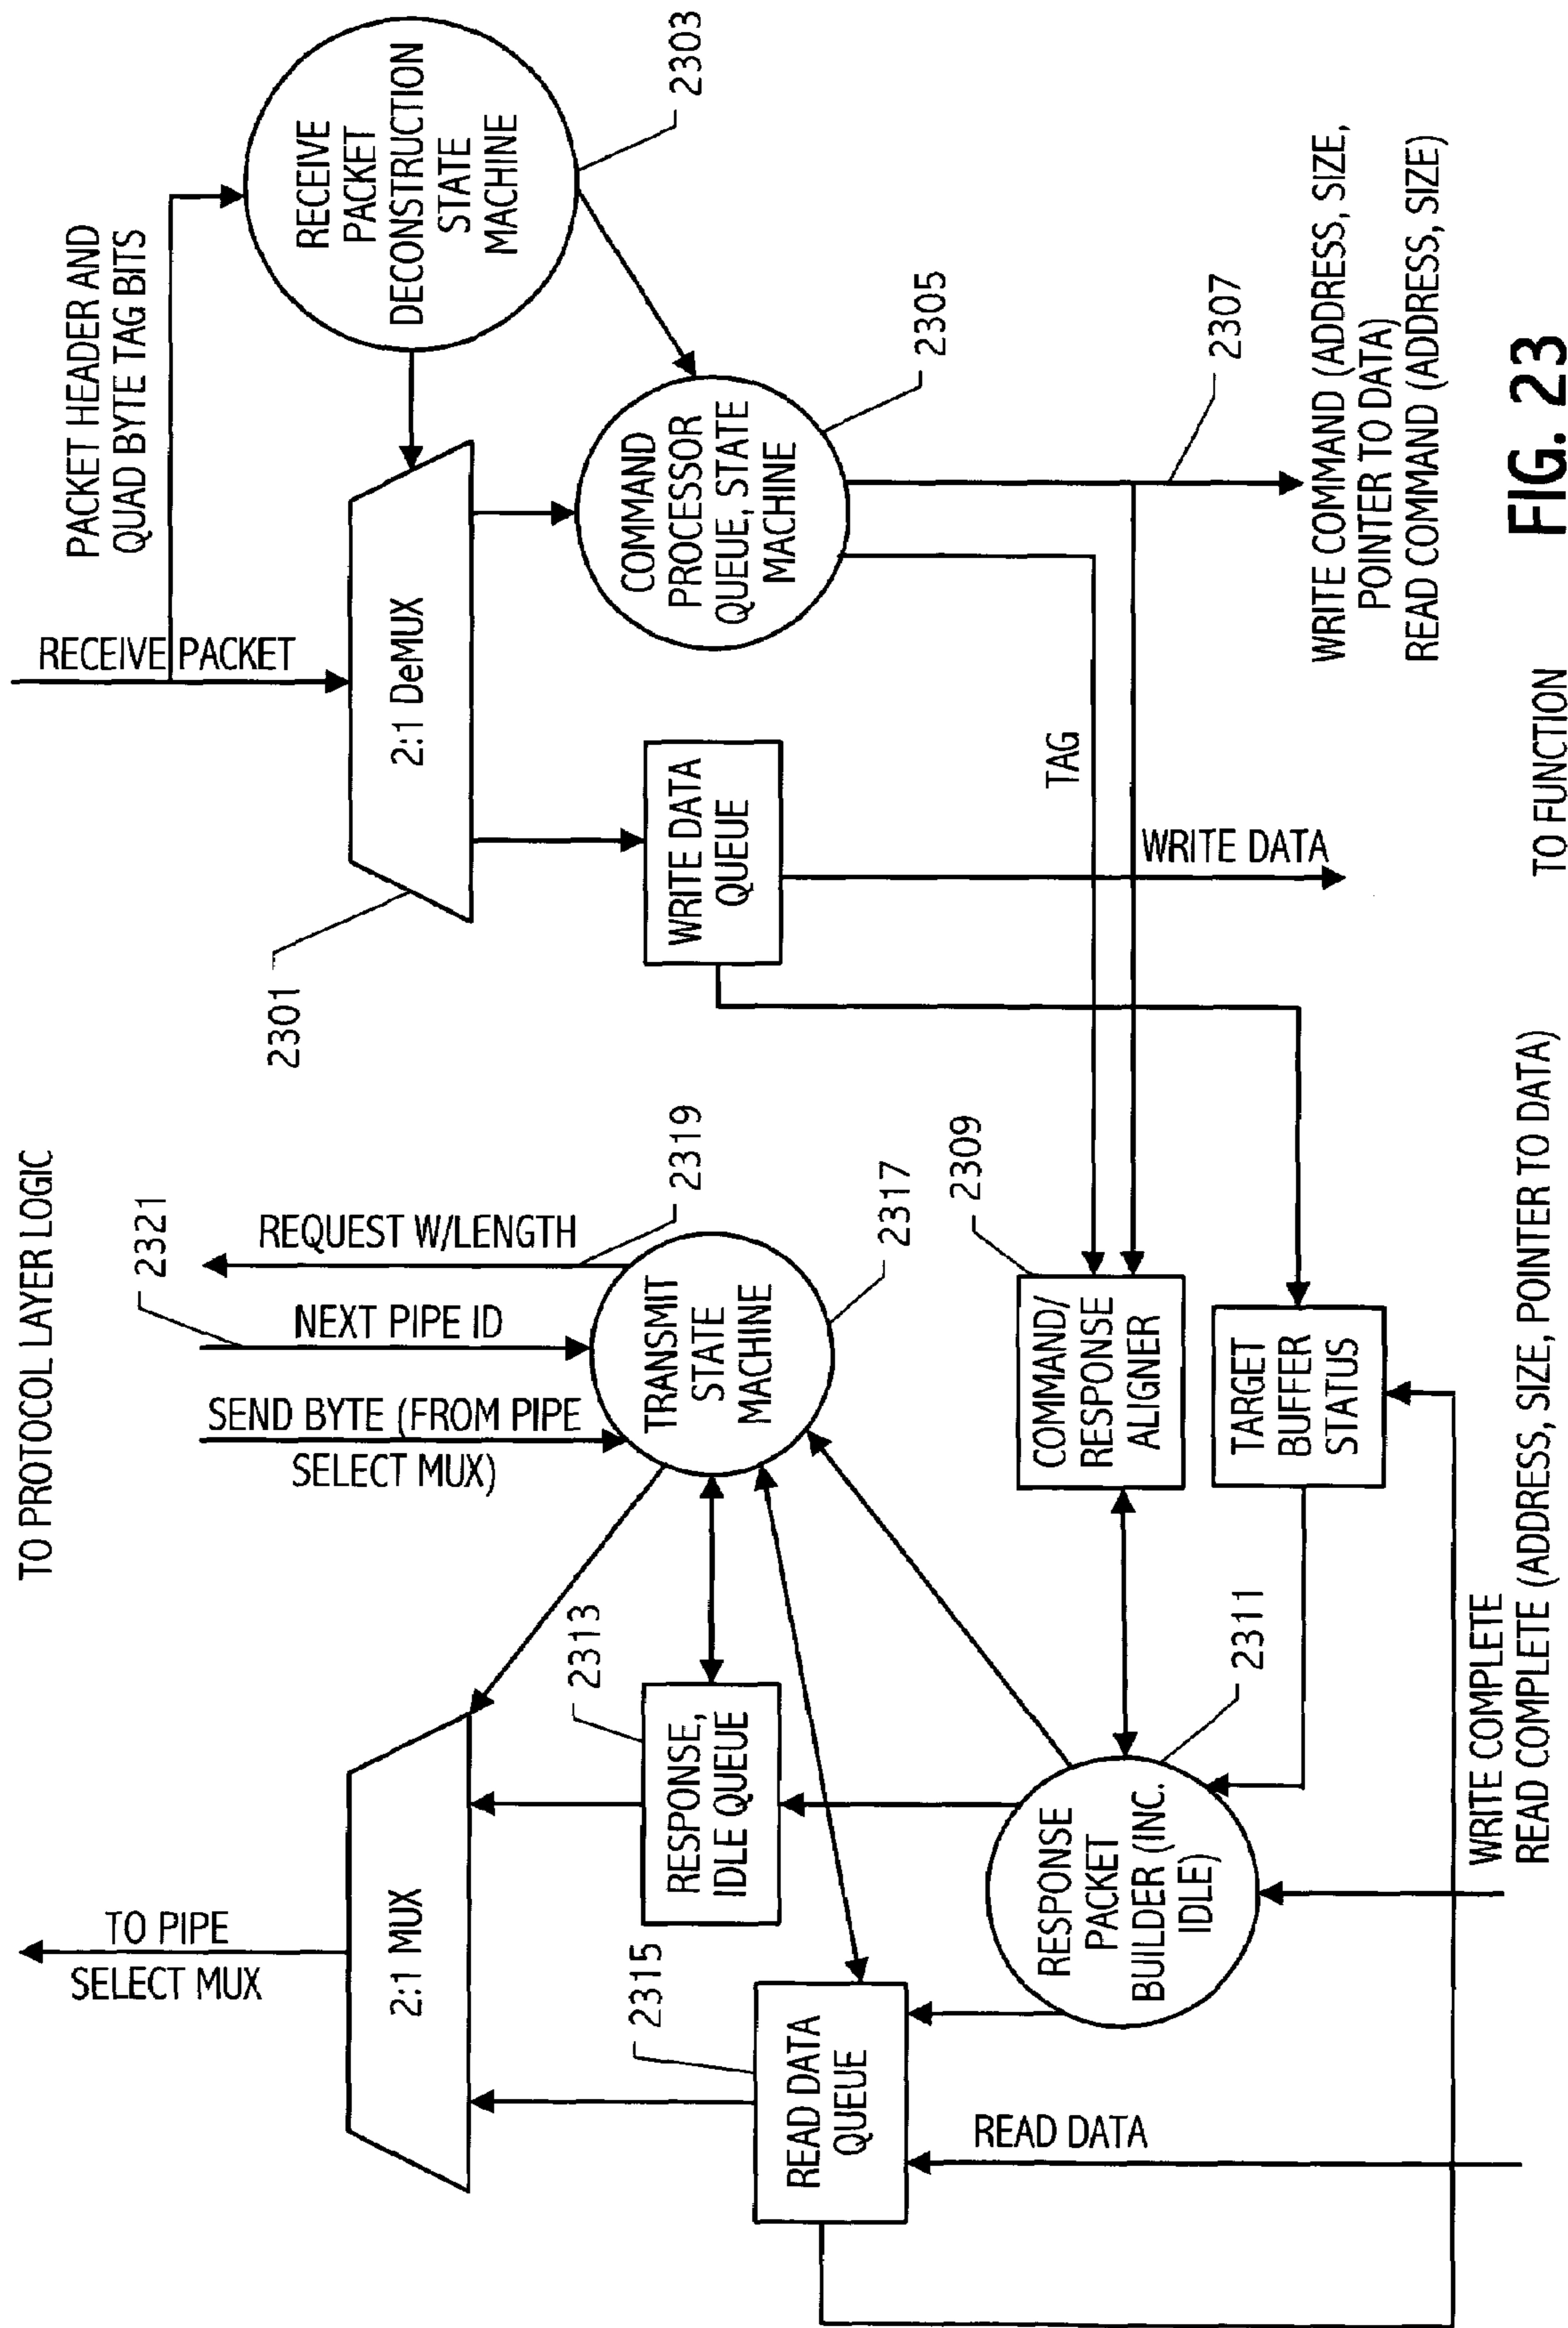 TO PROTOCOL LAYER LOGIC
TO PIPE
SELECT MUX
2:1 MUX
SEND BYTE (FROM PIPE
SELECT MUX)
NEXT PIPE ID
2321
REQUEST W/LENGTH
2319
TRANSMIT
STATE
MACHINE
2317
2313
RESPONSE,
IDLE QUEUE
2315
READ DATA
QUEUE
READ DATA
RESPONSE
PACKET
BUILDER (INC.
IDLE)
2311
COMMAND/
RESPONSE
ALIGNER
2309
TARGET
BUFFER
STATUS
WRITE COMPLETE
READ COMPLETE (ADDRESS, SIZE, POINTER TO DATA)
RECEIVE PACKET
PACKET HEADER AND
QUAD BYTE TAG BITS
RECEIVE
PACKET
DECONSTRUCTION
STATE
MACHINE
2303
2:1 DeMUX
2301
WRITE DATA
QUEUE
WRITE DATA
COMMAND
PROCESSOR
QUEUE, STATE
MACHINE
2305
TAG
2307
WRITE COMMAND (ADDRESS, SIZE,
POINTER TO DATA)
READ COMMAND (ADDRESS, SIZE)
TO FUNCTION
FIG. 23